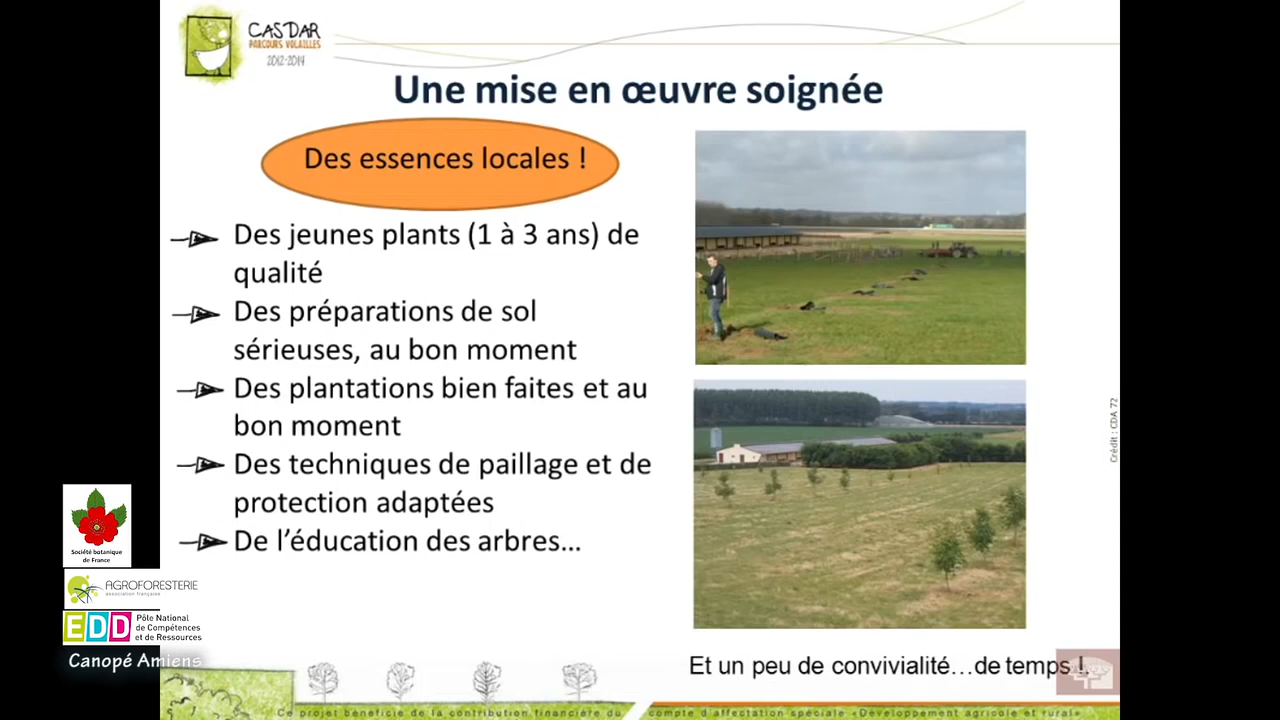 CASDAR
PARCOURS VOLAILLES
2012-2014
Une mise en œuvre soignée
Des essences locales !
Des jeunes plants (1 à 3 ans) de
qualité
Des préparations de sol
sérieuses, au bon moment
Des plantations bien faites et au
bon moment
Des techniques de paillage et de
protection adaptées
De l’éducation des arbres…
Crédit : CDA 72
Et un peu de convivialité…de temps !
Société botanique
de France
AGROFORESTERIE
association française
EDD
Pôle National
de Compétences
et de Ressources
Canopé Amiens
Ce projet bénéficie de la contribution financière du compte d'affectation spéciale «Développement agricole et rural»